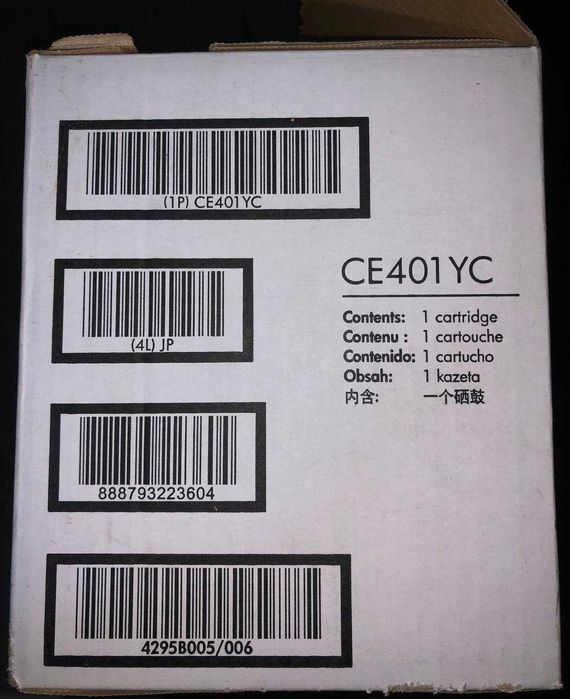 (1P) CE401YC
(4L) JP
888793223604
4295B005/006
CE401YC
Contents: 1 cartridge
Contenu : 1 cartouche
Contenido: 1 cartucho
Obsah: 1 kazeta
内含: 一个硒鼓